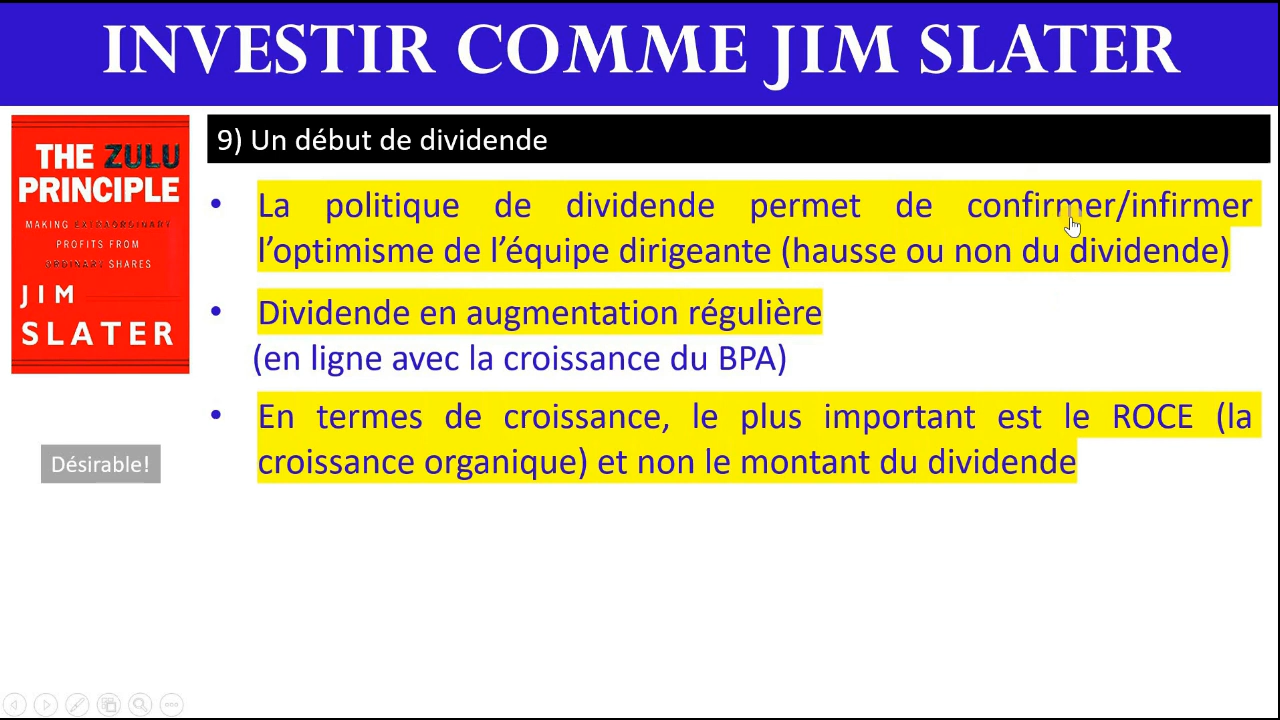 INVESTIR COMME JIM SLATER
THE ZULU
PRINCIPLE
MAKING EXTRAORDINARY
PROFITS FROM
ORDINARY SHARES
JIM
SLATER
9) Un début de dividende
• La politique de dividende permet de confirmer/infirmer
l’optimisme de l’équipe dirigeante (hausse ou non du dividende)
• Dividende en augmentation régulière
(en ligne avec la croissance du BPA)
• En termes de croissance, le plus important est le ROCE (la
croissance organique) et non le montant du dividende
Désirable!